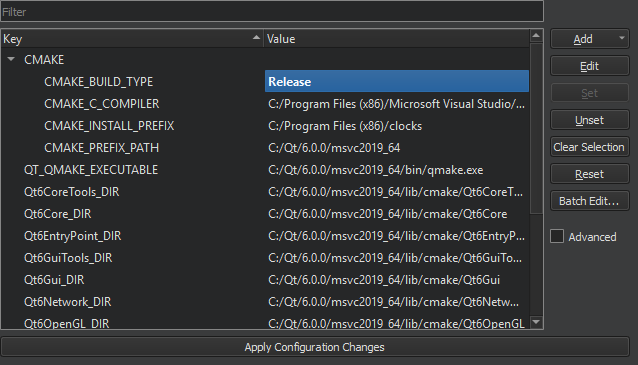 Filter
Key Value Add
CMAKE
CMAKE_BUILD_TYPE Release Edit
CMAKE_C_COMPILER C:/Program Files (x86)/Microsoft Visual Studio/... Set
CMAKE_INSTALL_PREFIX C:/Program Files (x86)/clocks Unset
CMAKE_PREFIX_PATH C:/Qt/6.0.0/msvc2019_64 Clear Selection
QT_QMAKE_EXECUTABLE C:/Qt/6.0.0/msvc2019_64/bin/qmake.exe Reset
Qt6CoreTools_DIR C:/Qt/6.0.0/msvc2019_64/lib/cmake/Qt6CoreT... Batch Edit...
Qt6Core_DIR C:/Qt/6.0.0/msvc2019_64/lib/cmake/Qt6Core
Qt6EntryPoint_DIR C:/Qt/6.0.0/msvc2019_64/lib/cmake/Qt6EntryP... Advanced
Qt6GuiTools_DIR C:/Qt/6.0.0/msvc2019_64/lib/cmake/Qt6GuiTo...
Qt6Gui_DIR C:/Qt/6.0.0/msvc2019_64/lib/cmake/Qt6Gui
Qt6Network_DIR C:/Qt/6.0.0/msvc2019_64/lib/cmake/Qt6Netw...
Qt6OpenGL_DIR C:/Qt/6.0.0/msvc2019_64/lib/cmake/Qt6OpenGL
Apply Configuration Changes